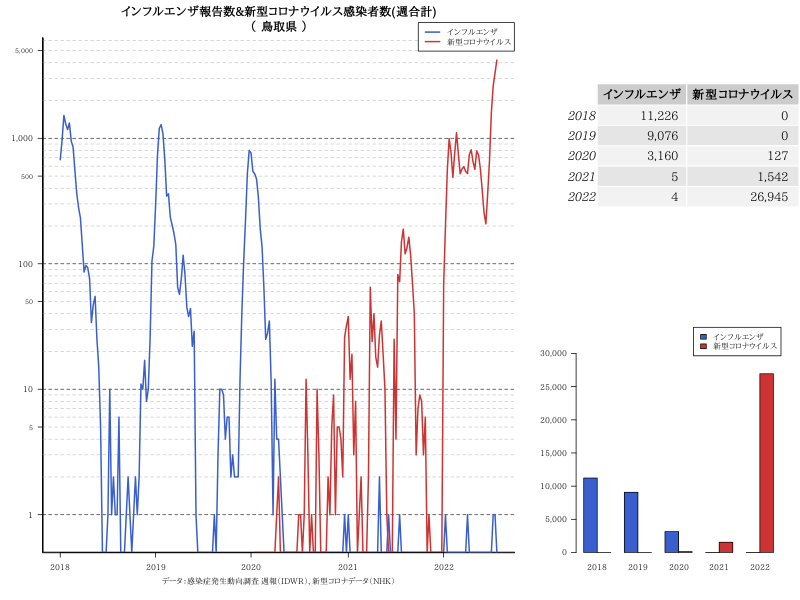 インフルエンザ報告数&新型コロナウイルス感染者数(週合計)
( 鳥取県 )
インフルエンザ
新型コロナウイルス
5,000
1,000
500
100
50
10
5
1
2018 2019 2020 2021 2022
データ:感染症発生動向調査 週報(IDWR)、新型コロナデータ(NHK)
インフルエンザ 新型コロナウイルス
2018 11,226 0
2019 9,076 0
2020 3,160 127
2021 5 1,542
2022 4 26,945
インフルエンザ
新型コロナウイルス
30,000
25,000
20,000
15,000
10,000
5,000
0
2018 2019 2020 2021 2022